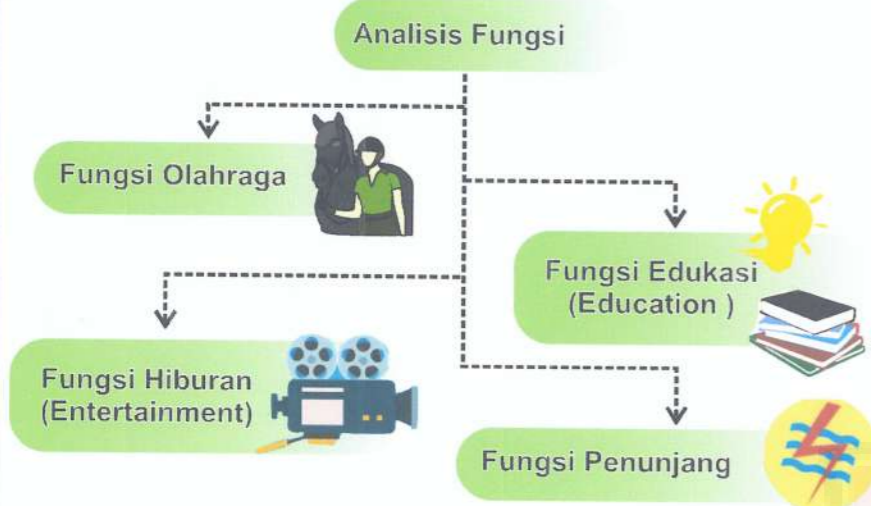 Analisis Fungsi
Fungsi Olahraga
Fungsi Edukasi
(Education )
Fungsi Hiburan
(Entertainment)
Fungsi Penunjang